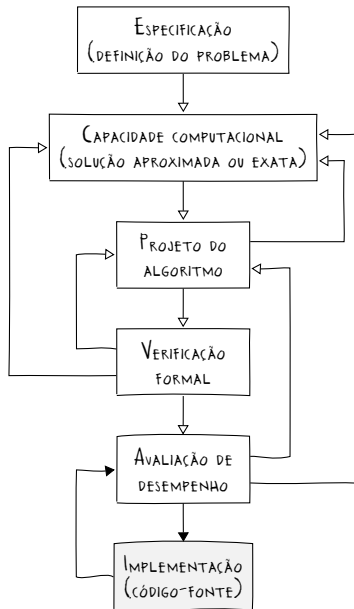 Especificação
(definição do problema)
Capacidade computacional
(solução aproximada ou exata)
Projeto do
algoritmo
Verificação
formal
Avaliação de
desempenho
Implementação
(código-fonte)